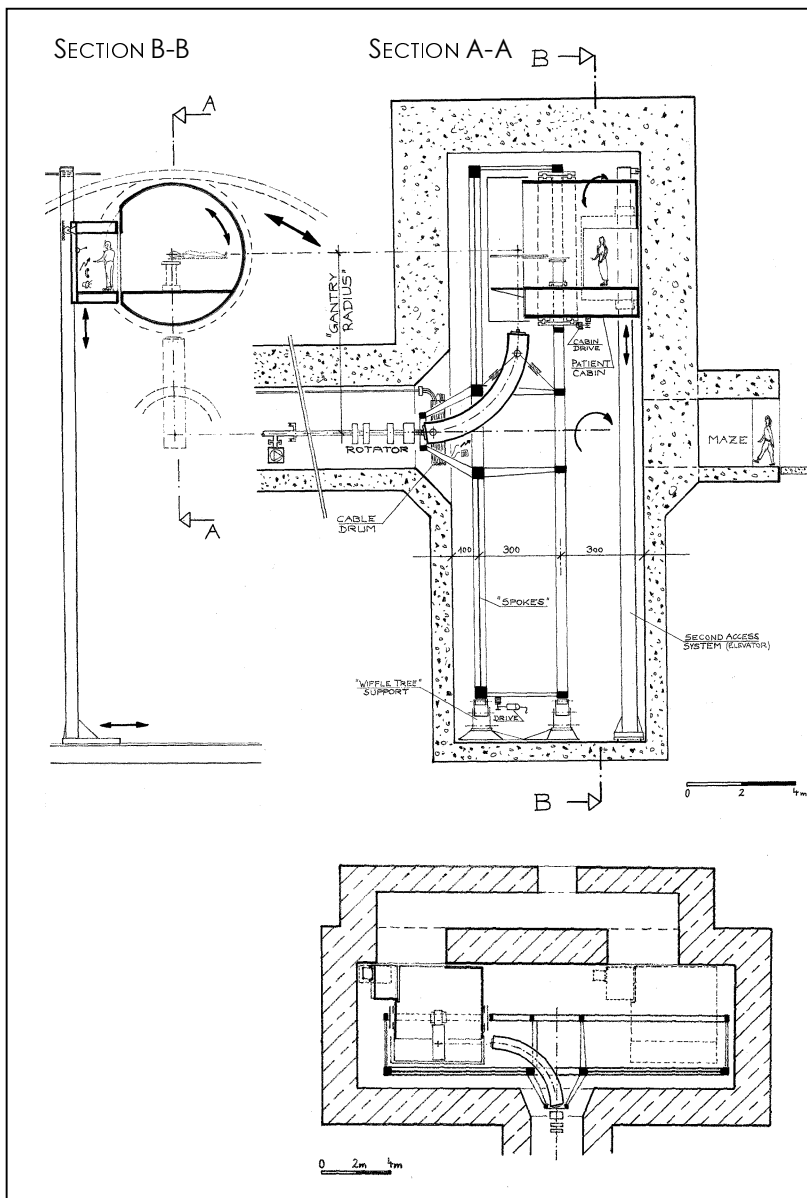 SECTION B-B
SECTION A-A
B
A
"GANTRY
RADIUS"
CABIN
DRIVE
PATIENT
CABIN
ROTATOR
MAZE
A
CABLE
DRUM
100 300 300
"SPOKES"
SECOND ACCESS
SYSTEM (ELEVATOR)
"WIFFLE TREE"
SUPPORT
DRIVE
B
0 2 4m
0 2m 4m